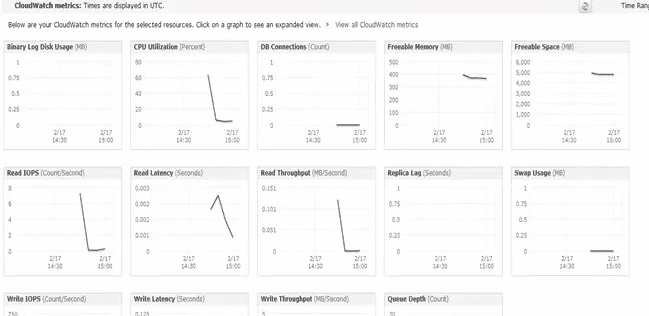 CloudWatch metrics: Times are displayed in UTC. Time Rang
Below are your CloudWatch metrics for the selected resources. Click on a graph to see an expanded view. > View all CloudWatch metrics
Binary Log Disk Usage (MB) CPU Utilization (Percent) DB Connections (Count) Freeable Memory (MB) Freeable Space (MB)
1 80 1 500 6,000
0.75 60 0.75 400 5,000
0.5 40 0.5 300 4,000
0.25 20 0.25 200 3,000
0 0 0 100 2,000
0 1,000
0
2/17 2/17 2/17 2/17 2/17 2/17 2/17 2/17 2/17 2/17
14:30 15:00 14:30 15:00 14:30 15:00 14:30 15:00 14:30 15:00
Read IOPS (Count/Second) Read Latency (Seconds) Read Throughput (MB/Second) Replica Lag (Seconds) Swap Usage (MB)
8 0.003 0.151 1 1
6 0.002 0.101 0.75 0.75
4 0.002 0.051 0.5 0.5
2 0.001 0 0.25 0.25
0 0 0 0
2/17 2/17 2/17 2/17 2/17 2/17 2/17 2/17 2/17 2/17
14:30 15:00 14:30 15:00 14:30 15:00 14:30 15:00 14:30 15:00
Write IOPS (Count/Second) Write Latency (Seconds) Write Throughput (MB/Second) Queue Depth (Count)
750 0.125 5 30